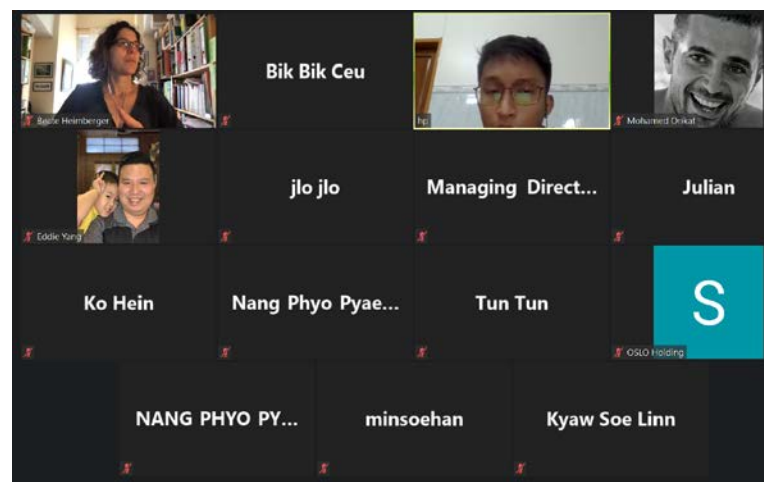 Beate Heimberger
Bik Bik Ceu
hp
Mohamed Dokat
Eddie Yang
jlo jlo
Managing Direct...
Julian
Ko Hein
Nang Phyo Pyae...
Tun Tun
S
OSLO Holding
NANG PHYO PY...
minsoehan
Kyaw Soe Linn